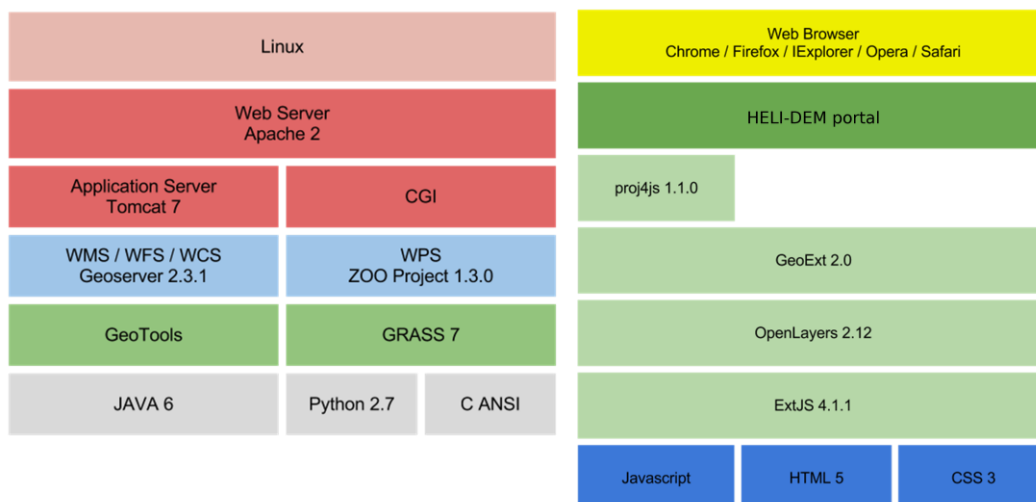 Linux
Web Server
Apache 2
Application Server
Tomcat 7
CGI
WMS / WFS / WCS
Geoserver 2.3.1
WPS
ZOO Project 1.3.0
GeoTools
GRASS 7
JAVA 6
Python 2.7
C ANSI
Web Browser
Chrome / Firefox / IExplorer / Opera / Safari
HELI-DEM portal
proj4js 1.1.0
GeoExt 2.0
OpenLayers 2.12
ExtJS 4.1.1
Javascript
HTML 5
CSS 3